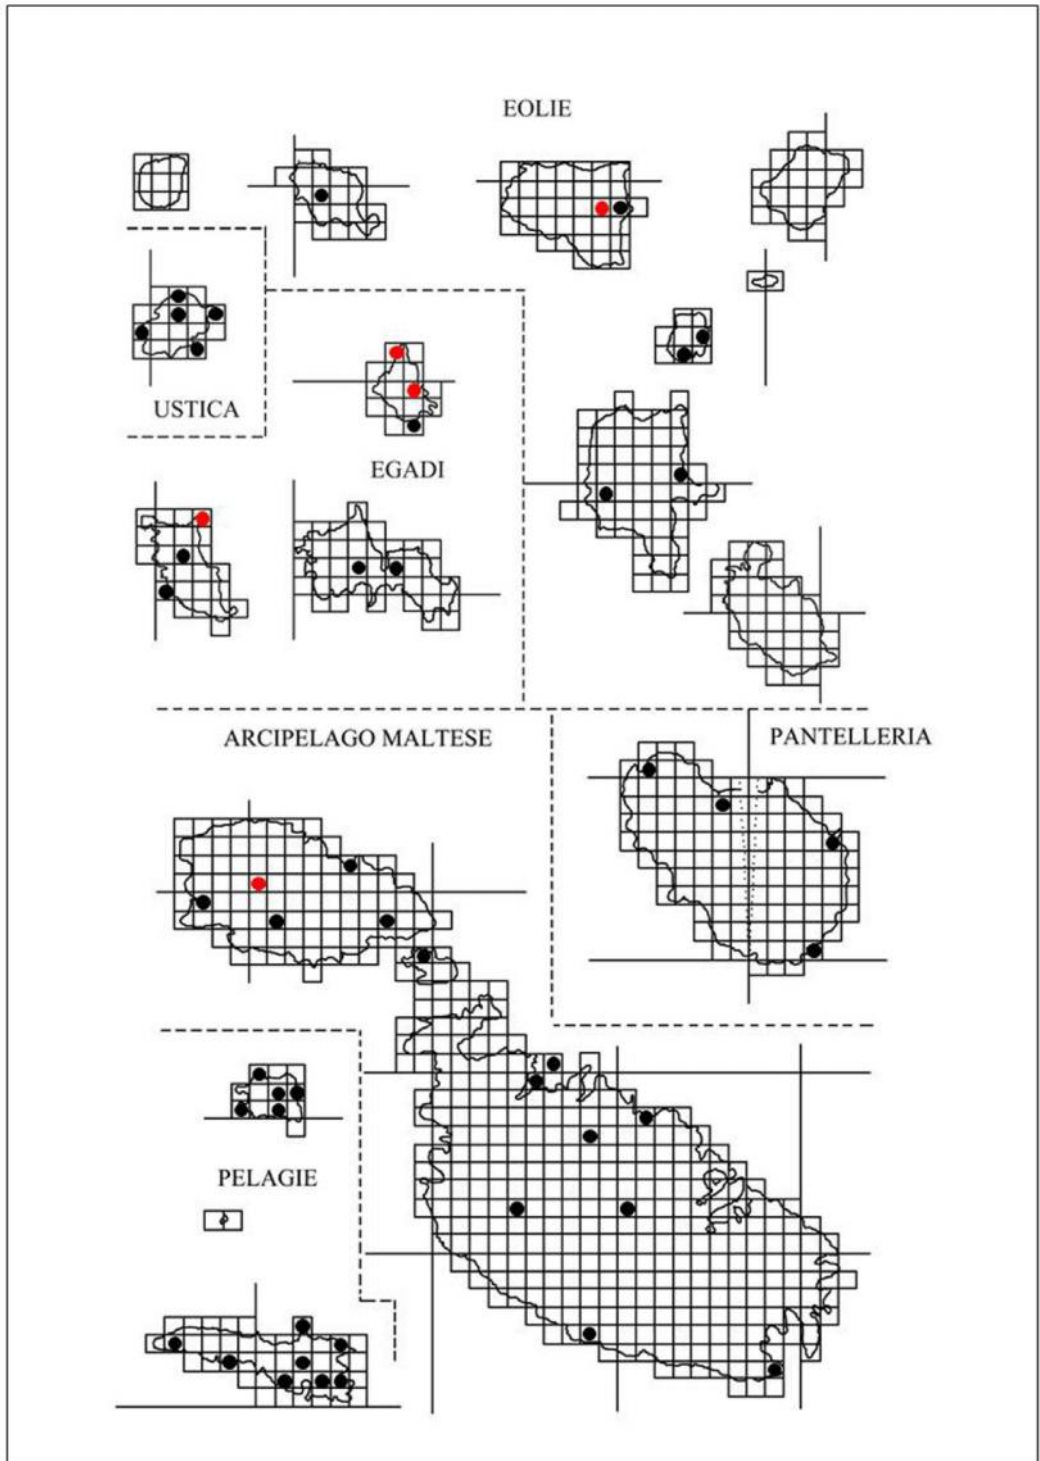 EOLIE
USTICA
EGADI
ARCIPELAGO MALTESE
PANTELLERIA
PELAGIE